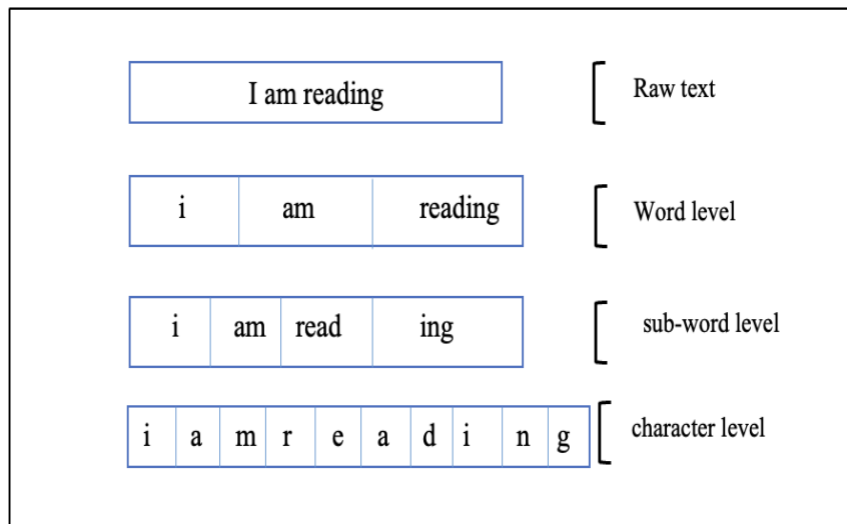 I am reading Raw text
i am reading Word level
i am read ing sub-word level
i a m r e a d i n g character level